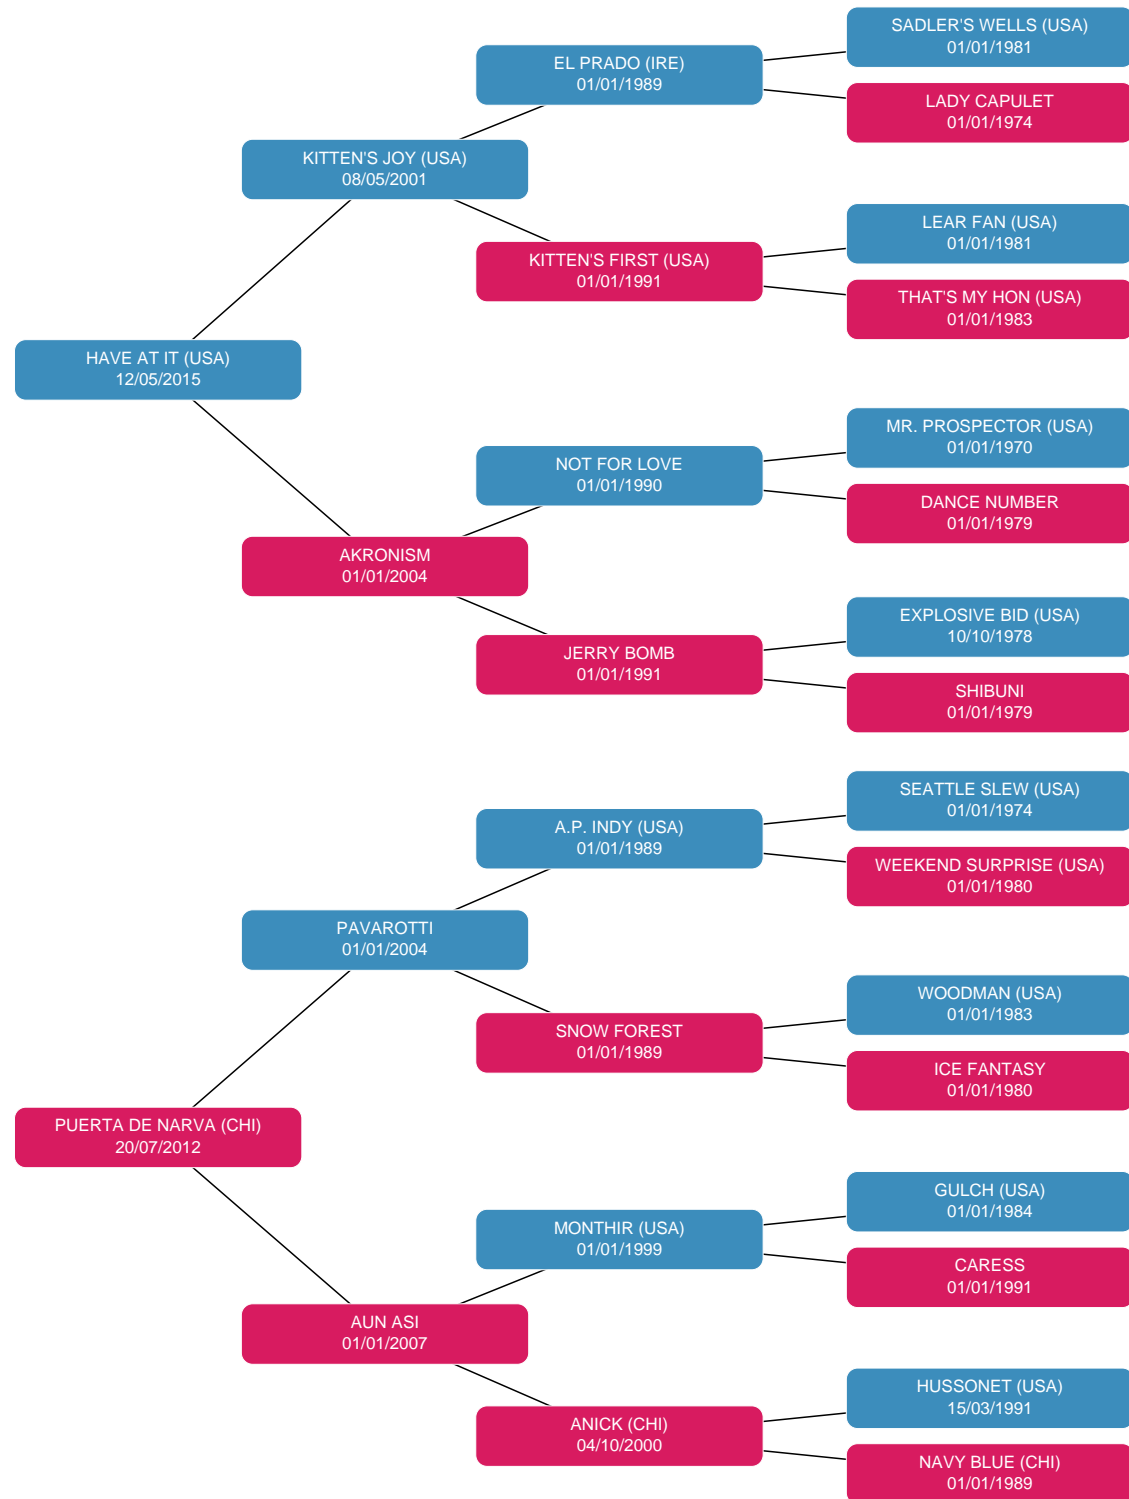 SADLER'S WELLS (USA)
01/01/1981
EL PRADO (IRE)
01/01/1989
LADY CAPULET
01/01/1974
KITTEN'S JOY (USA)
08/05/2001
LEAR FAN (USA)
01/01/1981
KITTEN'S FIRST (USA)
01/01/1991
THAT'S MY HON (USA)
01/01/1983
HAVE AT IT (USA)
12/05/2015
MR. PROSPECTOR (USA)
01/01/1970
NOT FOR LOVE
01/01/1990
DANCE NUMBER
01/01/1979
AKRONISM
01/01/2004
EXPLOSIVE BID (USA)
10/10/1978
JERRY BOMB
01/01/1991
SHIBUNI
01/01/1979
SEATTLE SLEW (USA)
01/01/1974
A.P. INDY (USA)
01/01/1989
WEEKEND SURPRISE (USA)
01/01/1980
PAVAROTTI
01/01/2004
WOODMAN (USA)
01/01/1983
SNOW FOREST
01/01/1989
ICE FANTASY
01/01/1980
PUERTA DE NARVA (CHI)
20/07/2012
GULCH (USA)
01/01/1984
MONTHIR (USA)
01/01/1999
CARESS
01/01/1991
AUN ASI
01/01/2007
HUSSONET (USA)
15/03/1991
ANICK (CHI)
04/10/2000
NAVY BLUE (CHI)
01/01/1989